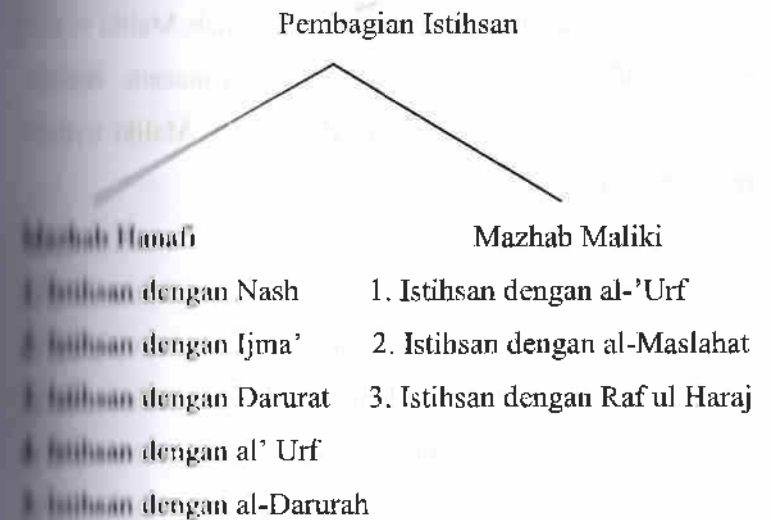 Pembagian Istihsan
Mazhab Hanafi
Istihsan dengan Nash
Istihsan dengan Ijma'
Istihsan dengan Darurat
Istihsan dengan al' Urf
Istihsan dengan al-Darurah
Mazhab Maliki
1. Istihsan dengan al-'Urf
2. Istihsan dengan al-Maslahat
3. Istihsan dengan Raf ul Haraj